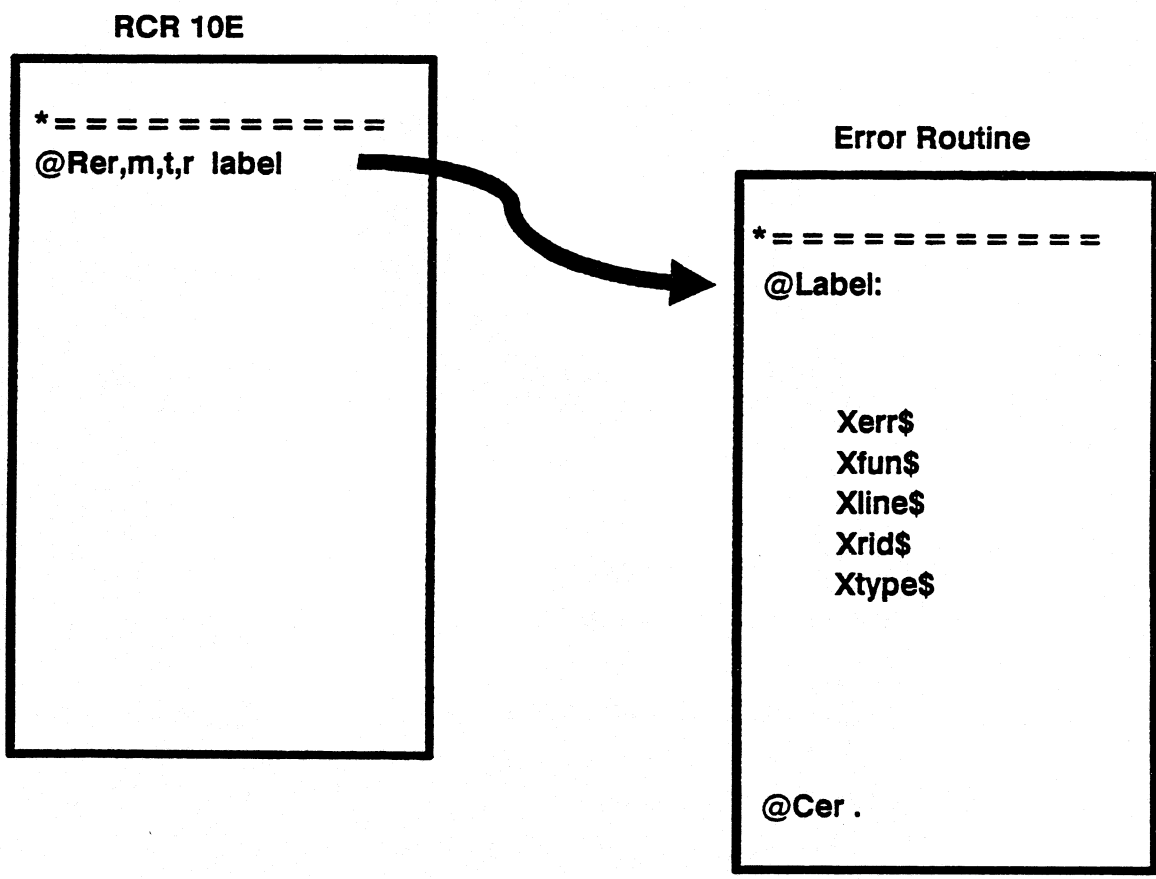 RCR 10E
*= = = = = = = = = = =
@Rer,m,t,r label
Error Routine
*= = = = = = = = = = =
@Label:
Xerr$
Xfun$
Xline$
Xrid$
Xtype$
@Cer .